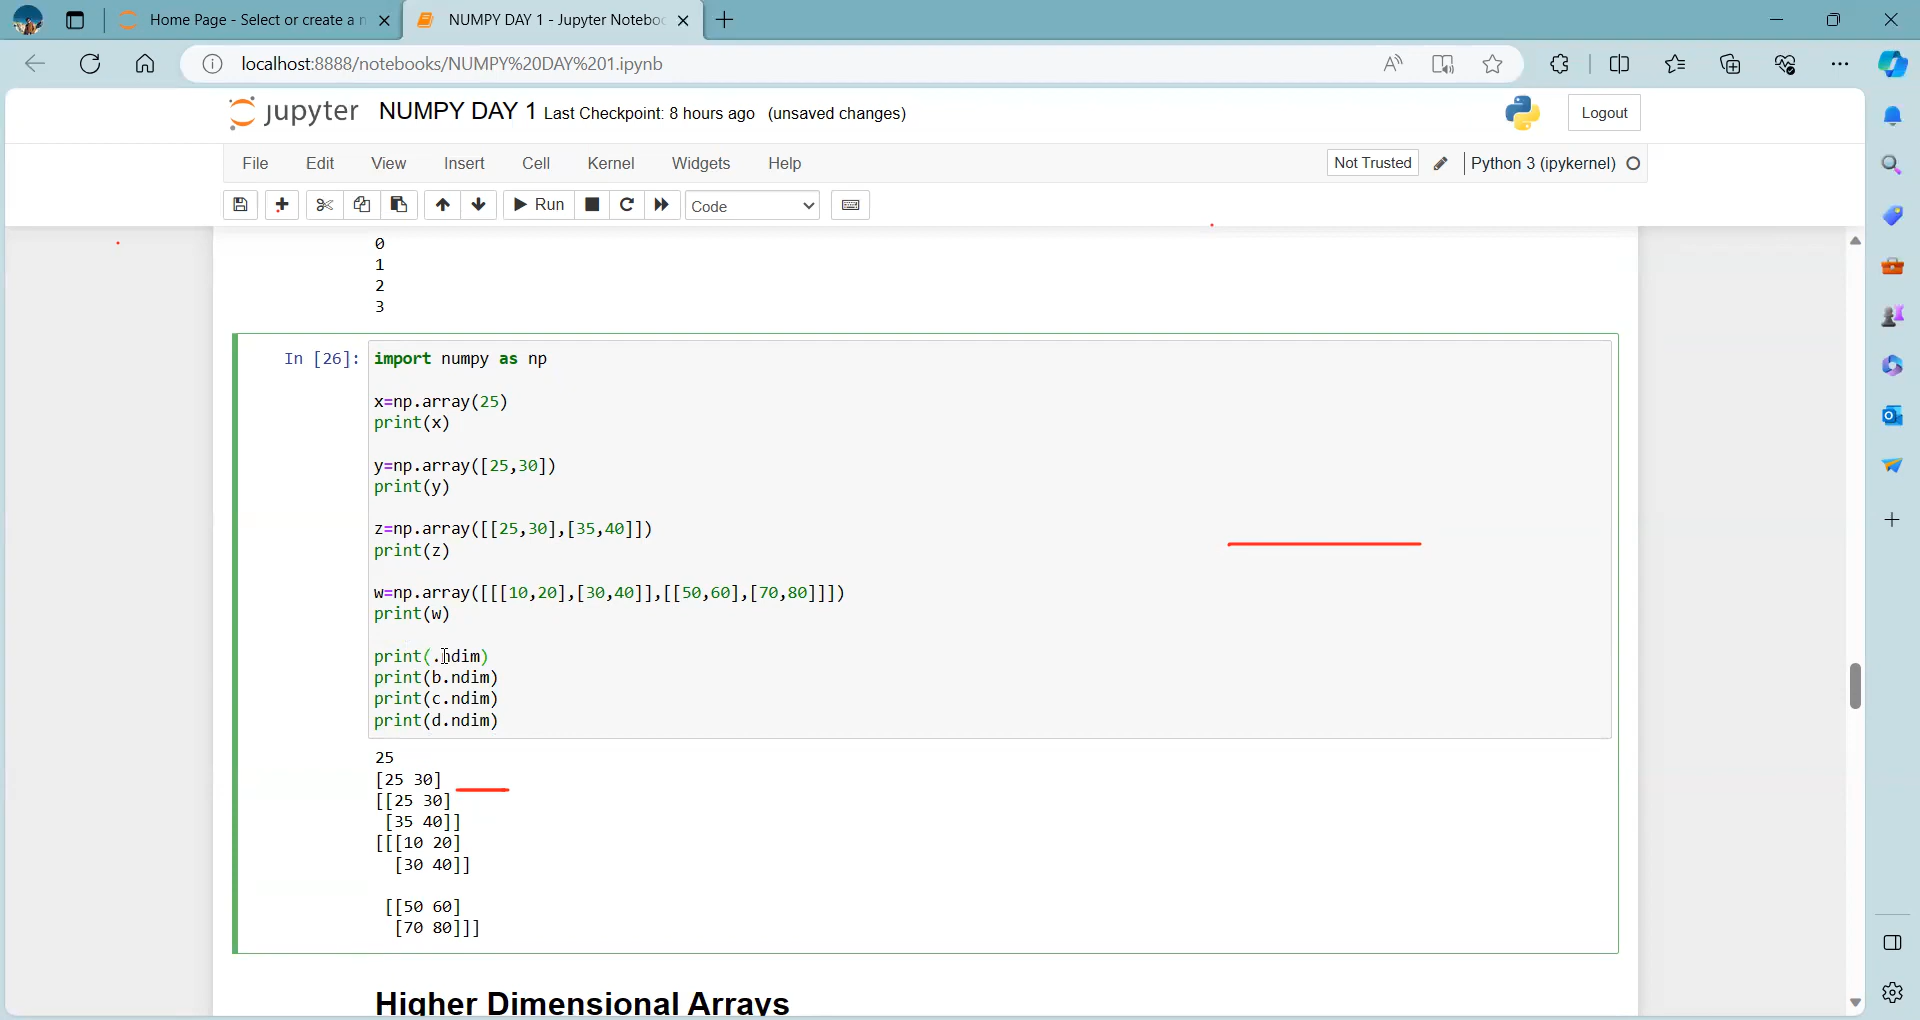 Home Page - Select or create a n
NUMPY DAY 1 - Jupyter Noteboo
localhost:8888/notebooks/NUMPY%20DAY%201.ipynb
jupyter NUMPY DAY 1 Last Checkpoint: 8 hours ago (unsaved changes)
Logout
File Edit View Insert Cell Kernel Widgets Help
Not Trusted Python 3 (ipykernel)
Run Code
0
1
2
3
In [26]: import numpy as np
x=np.array(25)
print(x)
y=np.array([25,30])
print(y)
z=np.array([[25,30],[35,40]])
print(z)
w=np.array([[[10,20],[30,40]],[[50,60],[70,80]]])
print(w)
print(.ndim)
print(b.ndim)
print(c.ndim)
print(d.ndim)
25
[25 30]
[[25 30]
[35 40]]
[[[10 20]
[30 40]]
[[50 60]
[70 80]]]
Higher Dimensional Arrays